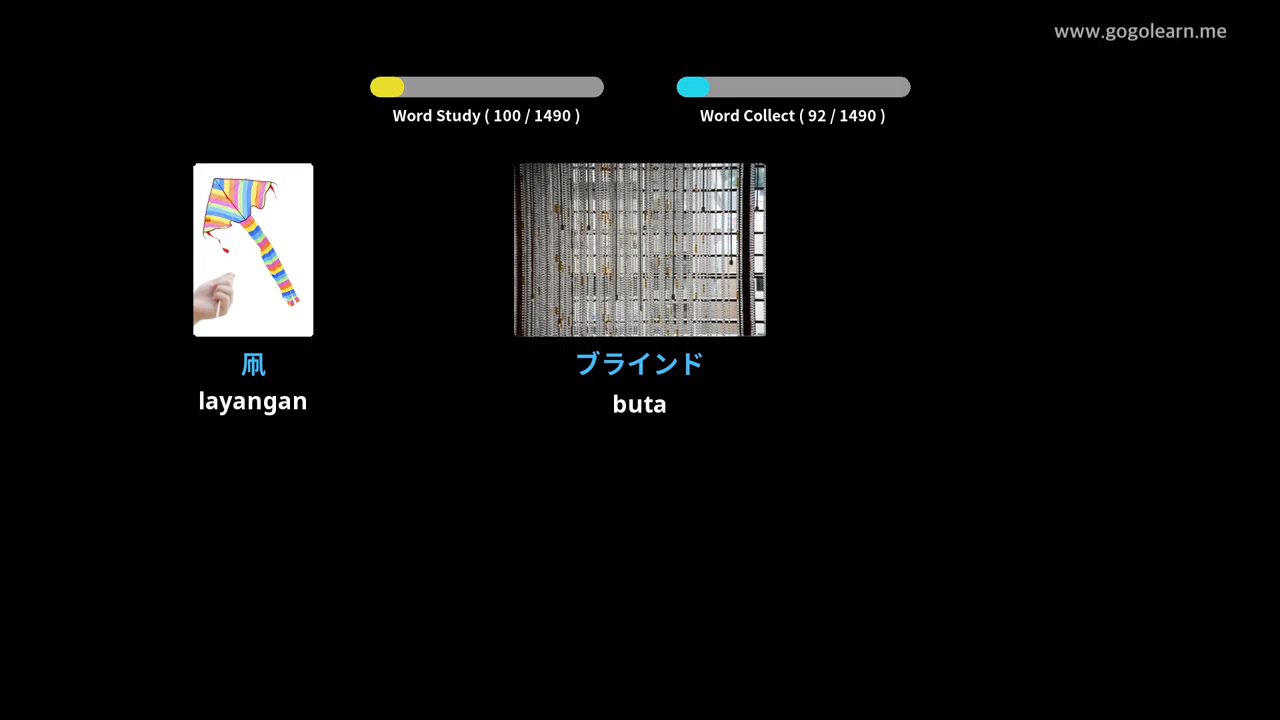 www.gogolearn.me
Word Study ( 100 / 1490 )
Word Collect ( 92 / 1490 )
凧
layangan
ブラインド
buta